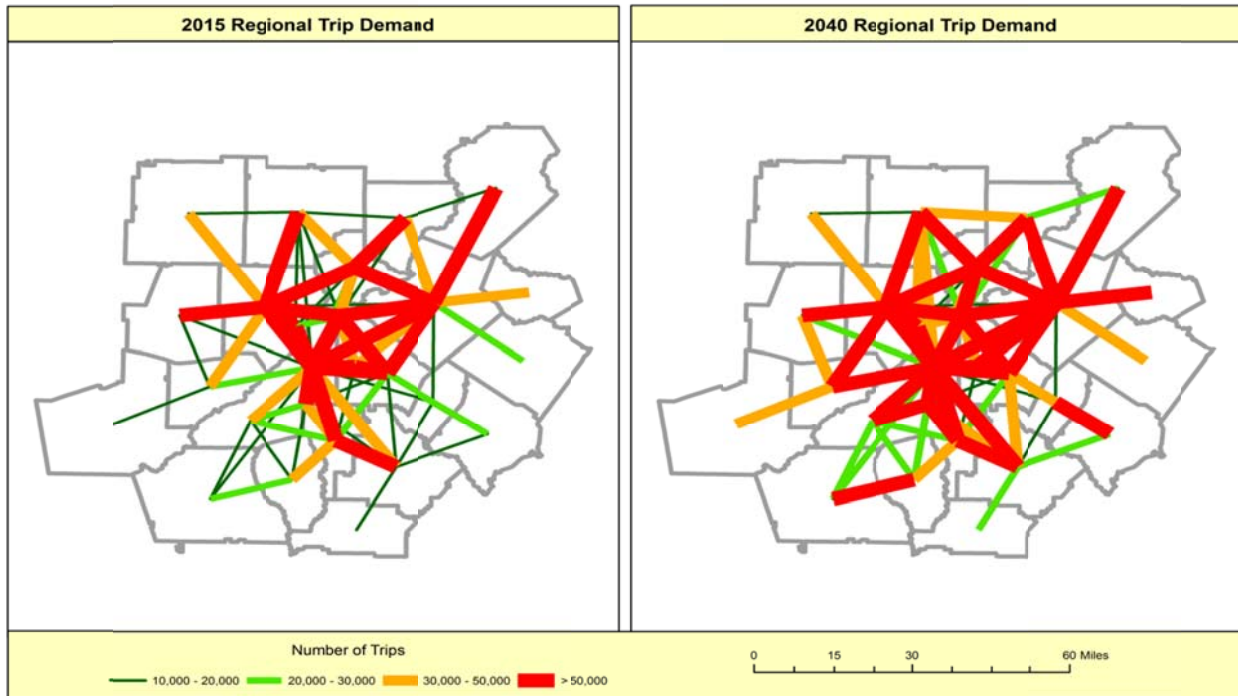 2015 Regional Trip Demand
2040 Regional Trip Demand
Number of Trips
10,000 - 20,000
20,000 - 30,000
30,000 - 50,000
> 50,000
0 15 30 60 Miles